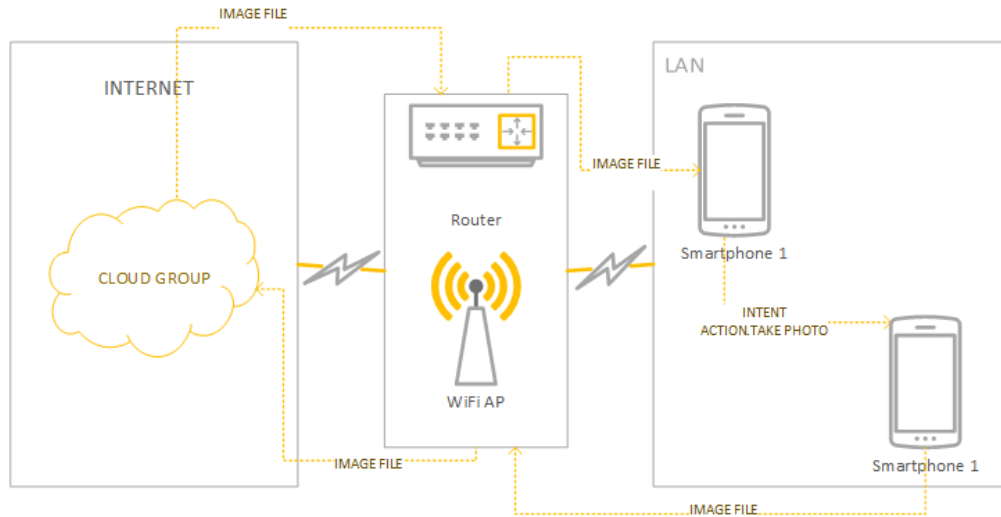 IMAGE FILE
INTERNET
LAN
IMAGE FILE
Router
Smartphone 1
CLOUD GROUP
INTENT
ACTION.TAKE PHOTO
WiFi AP
IMAGE FILE
Smartphone 1
IMAGE FILE